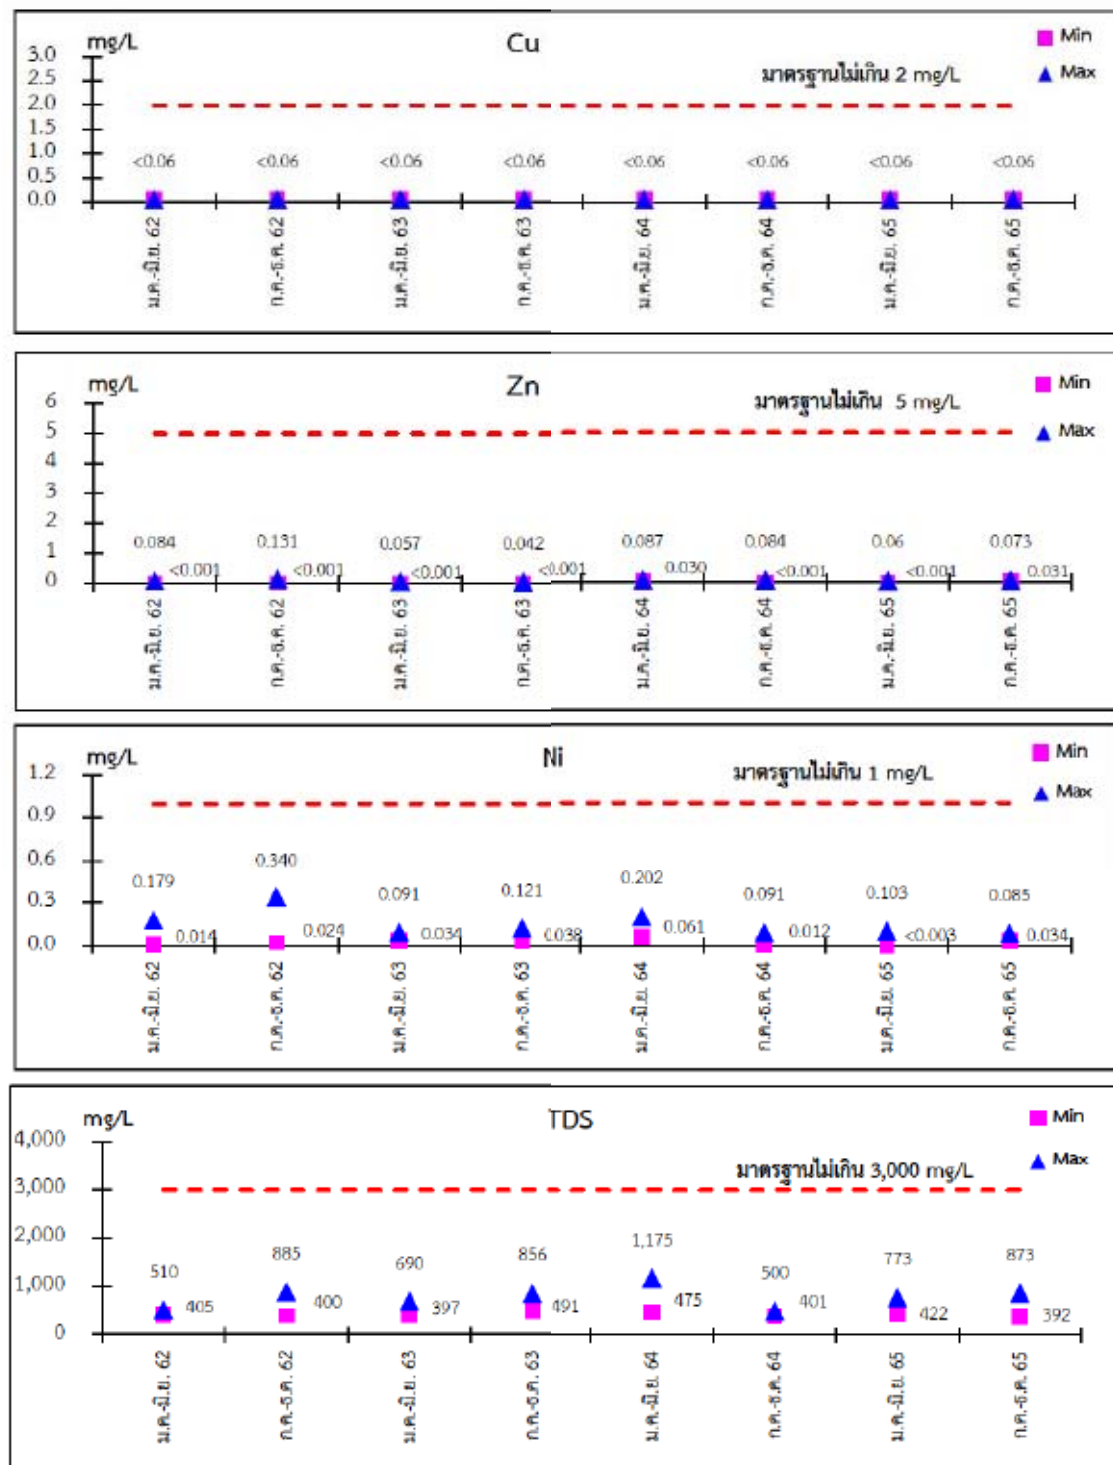 mg/L Cu Min
Max
มาตรฐานไม่เกิน 2 mg/L
3.0
2.5
2.0
1.5
1.0
0.5
0.0
<0.06 <0.06 <0.06 <0.06 <0.06 <0.06 <0.06 <0.06
ม.ค.-มิ.ย. 62 ก.ค.-ธ.ค. 62 ม.ค.-มิ.ย. 63 ก.ค.-ธ.ค. 63 ม.ค.-มิ.ย. 64 ก.ค.-ธ.ค. 64 ม.ค.-มิ.ย. 65 ก.ค.-ธ.ค. 65
mg/L Zn Min
มาตรฐานไม่เกิน 5 mg/L
Max
6
5
4
3
2
1
0
0.084 0.131 0.057 0.042 0.087 0.084 0.06 0.073
<0.001 <0.001 <0.001 <0.001 0.030 <0.001 <0.001 0.031
ม.ค.-มิ.ย. 62 ก.ค.-ธ.ค. 62 ม.ค.-มิ.ย. 63 ก.ค.-ธ.ค. 63 ม.ค.-มิ.ย. 64 ก.ค.-ธ.ค. 64 ม.ค.-มิ.ย. 65 ก.ค.-ธ.ค. 65
mg/L Ni Min
มาตรฐานไม่เกิน 1 mg/L
Max
1.2
0.9
0.6
0.3
0.0
0.179 0.340 0.091 0.121 0.202 0.091 0.103 0.085
0.014 0.024 0.034 0.038 0.061 0.012 <0.003 0.034
ม.ค.-มิ.ย. 62 ก.ค.-ธ.ค. 62 ม.ค.-มิ.ย. 63 ก.ค.-ธ.ค. 63 ม.ค.-มิ.ย. 64 ก.ค.-ธ.ค. 64 ม.ค.-มิ.ย. 65 ก.ค.-ธ.ค. 65
mg/L TDS Min
Max
มาตรฐานไม่เกิน 3,000 mg/L
4,000
3,000
2,000
1,000
0
510 885 690 856 1,175 500 773 873
405 400 397 491 475 401 422 392
ม.ค.-มิ.ย. 62 ก.ค.-ธ.ค. 62 ม.ค.-มิ.ย. 63 ก.ค.-ธ.ค. 63 ม.ค.-มิ.ย. 64 ก.ค.-ธ.ค. 64 ม.ค.-มิ.ย. 65 ก.ค.-ธ.ค. 65